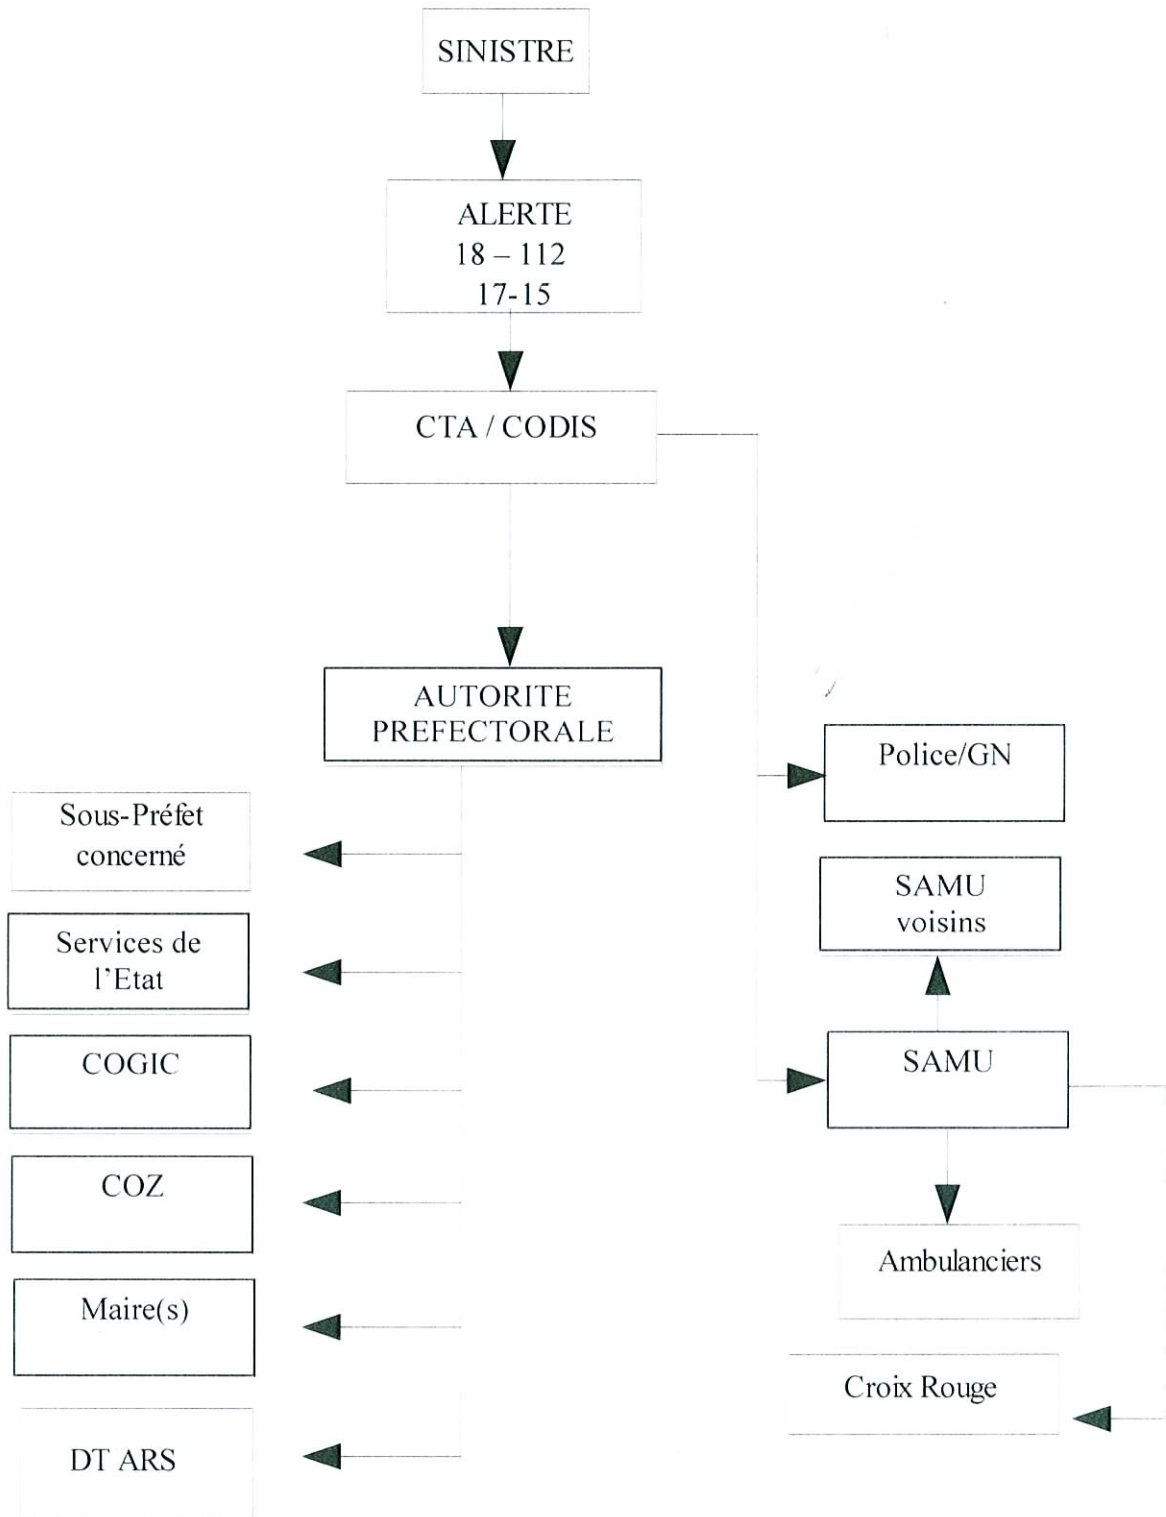 SINISTRE
ALERTE
18 – 112
17-15
CTA / CODIS
AUTORITE
PREFECTORALE
Sous-Préfet
concerné
Services de
l'Etat
COGIC
COZ
Maire(s)
DT ARS
Police/GN
SAMU
voisins
SAMU
Ambulanciers
Croix Rouge